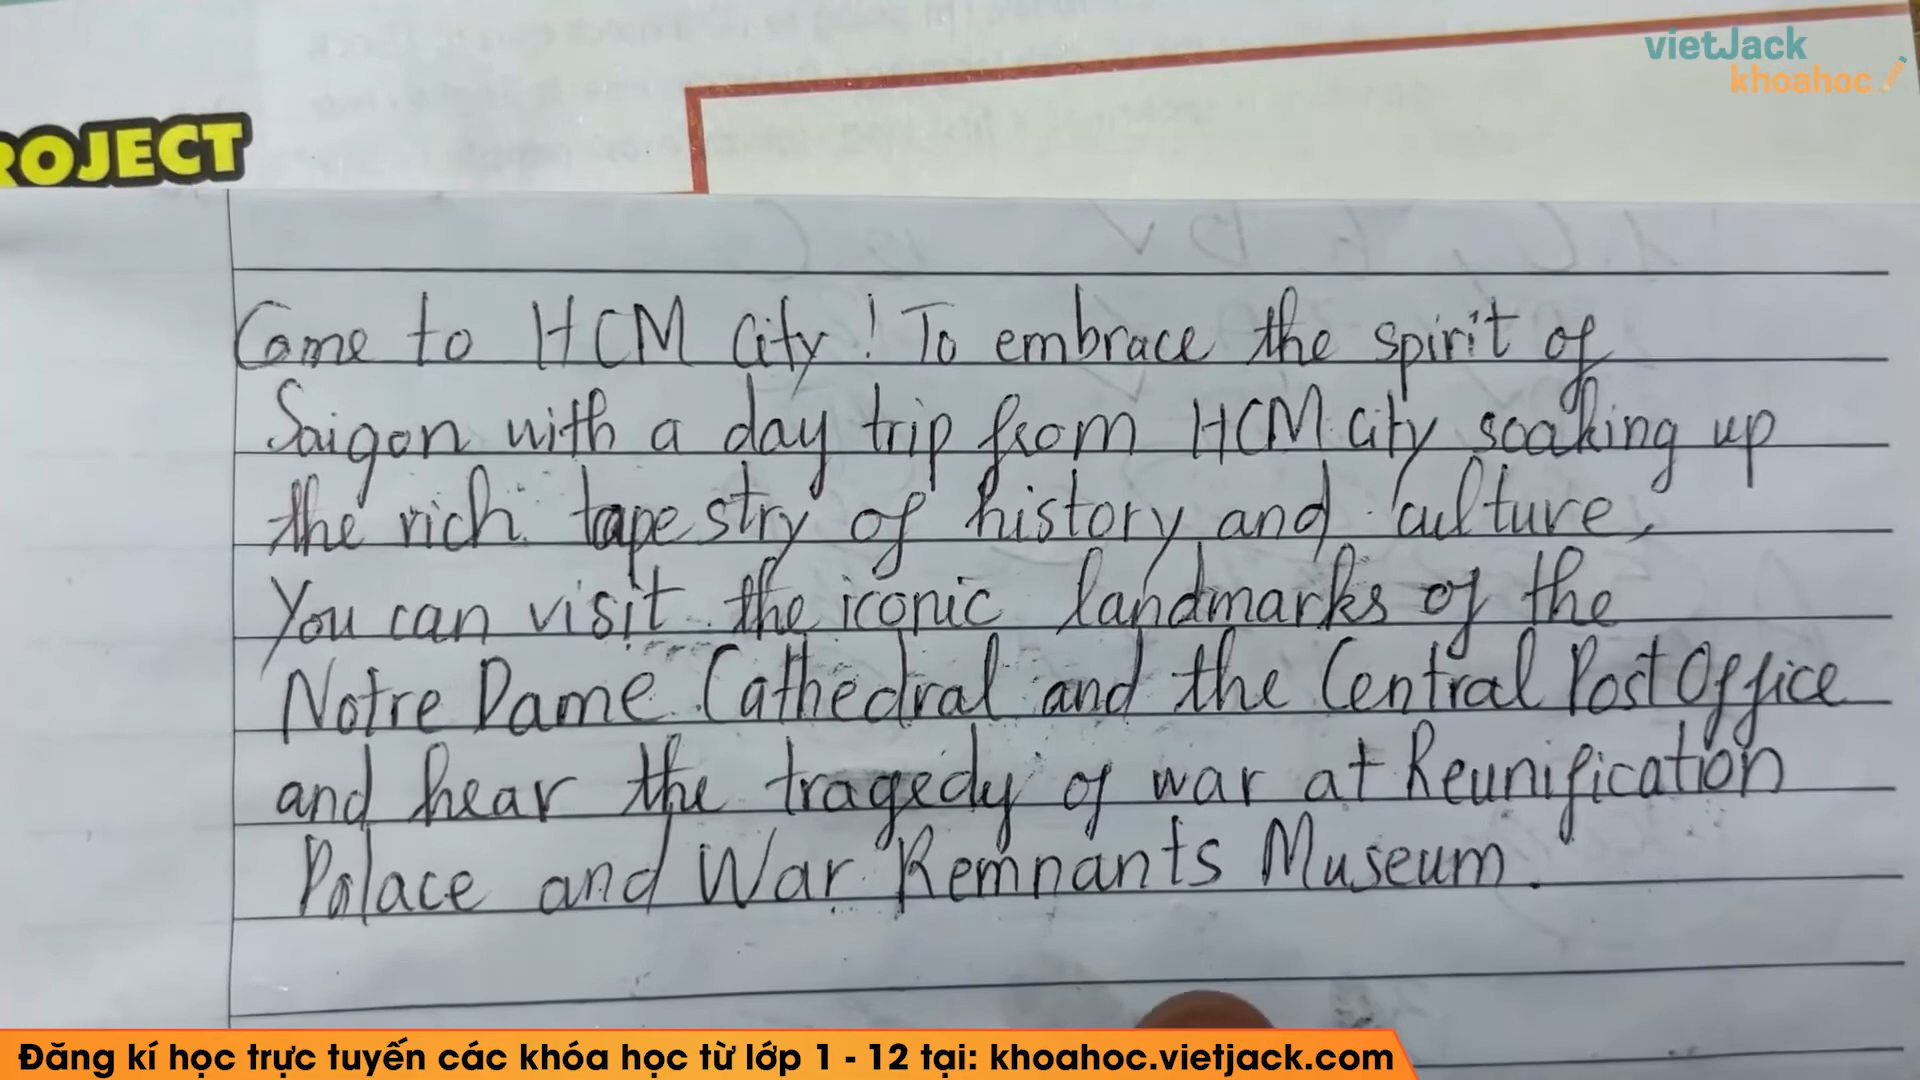 vietJack
khoahoc
ROJECT
Come to HCM City! To embrace the spirit of
Saigon with a day trip from HCM City soaking up
the rich tapestry of history and culture,
You can visit the iconic landmarks of the
Notre Dame Cathedral and the Central Post Office
and hear the tragedy of war at Reunification
Palace and War Remnants Museum.
Đăng kí học trực tuyến các khóa học từ lớp 1 - 12 tại: khoahoc.vietjack.com